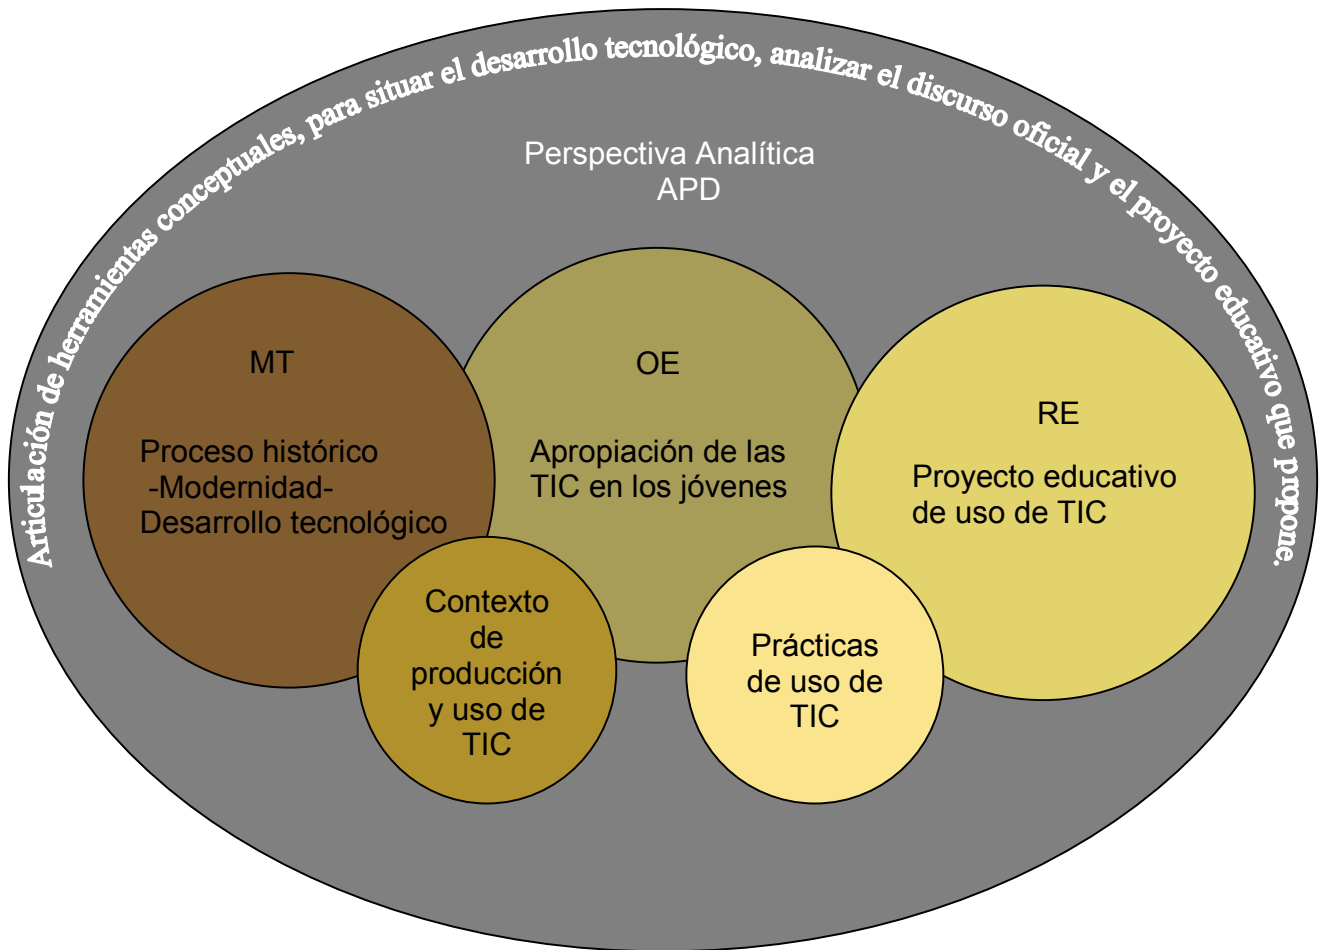 Articulación de herramientas conceptuales, para situar el desarrollo tecnológico, analizar el discurso oficial y el proyecto educativo que propone.
Perspectiva Analítica
APD
MT
Proceso histórico
-Modernidad-
Desarrollo tecnológico
OE
Apropiación de las
TIC en los jóvenes
RE
Proyecto educativo
de uso de TIC
Contexto
de
producción
y uso de
TIC
Prácticas
de uso de
TIC